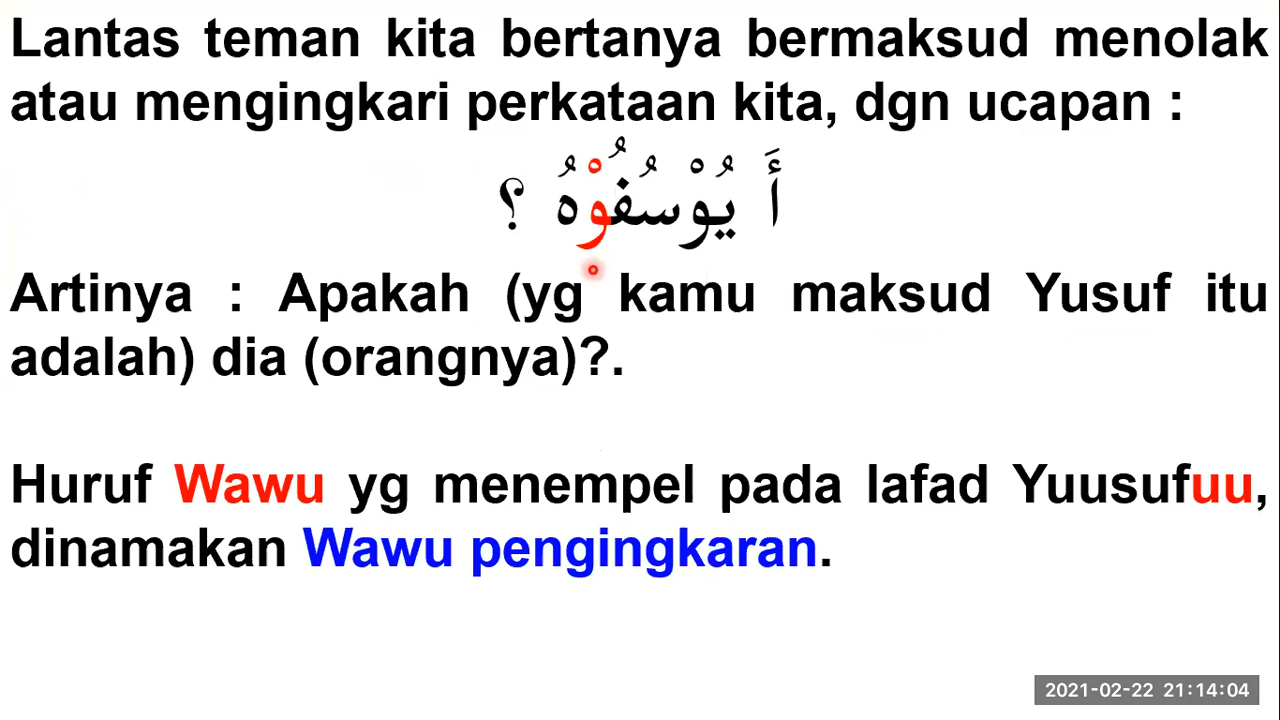 Lantas teman kita bertanya bermaksud menolak
atau mengingkari perkataan kita, dgn ucapan :
أَ يُوْسُفُوْهُ ؟
Artinya : Apakah (yg kamu maksud Yusuf itu
adalah) dia (orangnya)?.
Huruf Wawu yg menempel pada lafad Yuusufuu,
dinamakan Wawu pengingkaran.
2021-02-22 21:14:04